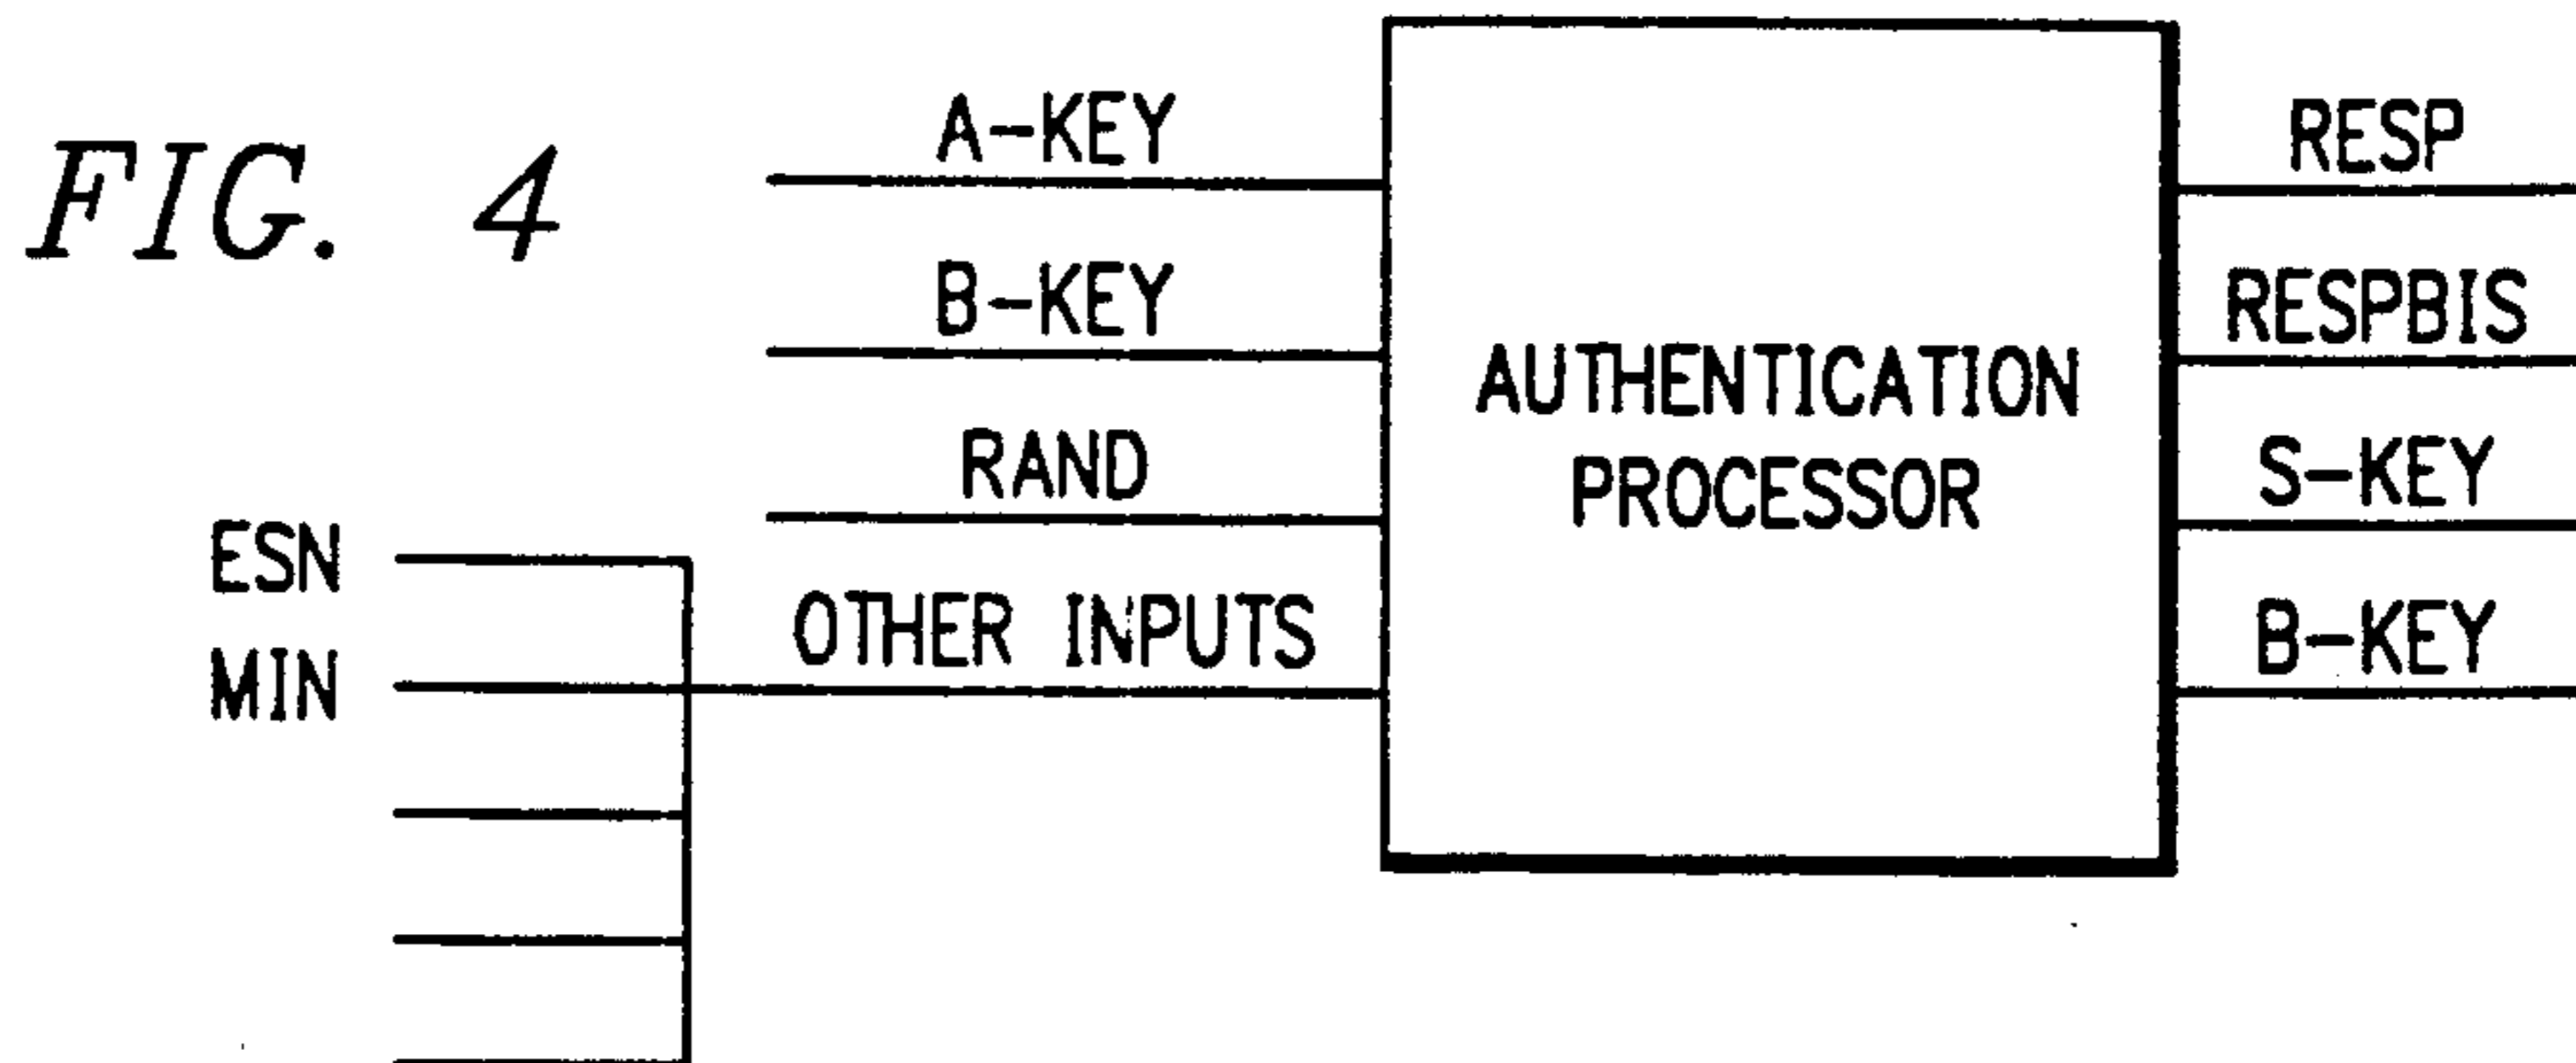 FIG. 4
A-KEY
B-KEY
RAND
ESN
MIN
OTHER INPUTS
AUTHENTICATION
PROCESSOR
RESP
RESPBIS
S-KEY
B-KEY